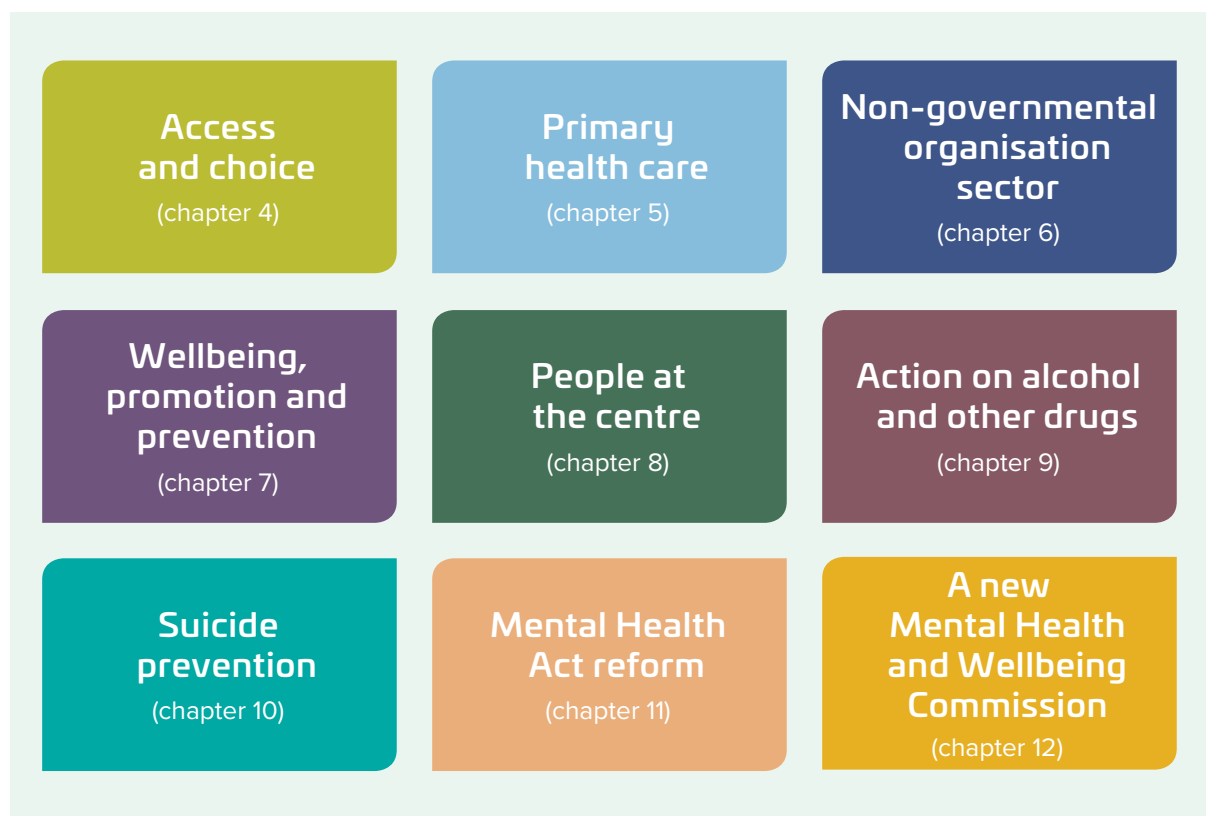 Access
and choice
(chapter 4)
Primary
health care
(chapter 5)
Non-governmental
organisation
sector
(chapter 6)
Wellbeing,
promotion and
prevention
(chapter 7)
People at
the centre
(chapter 8)
Action on alcohol
and other drugs
(chapter 9)
Suicide
prevention
(chapter 10)
Mental Health
Act reform
(chapter 11)
A new
Mental Health
and Wellbeing
Commission
(chapter 12)